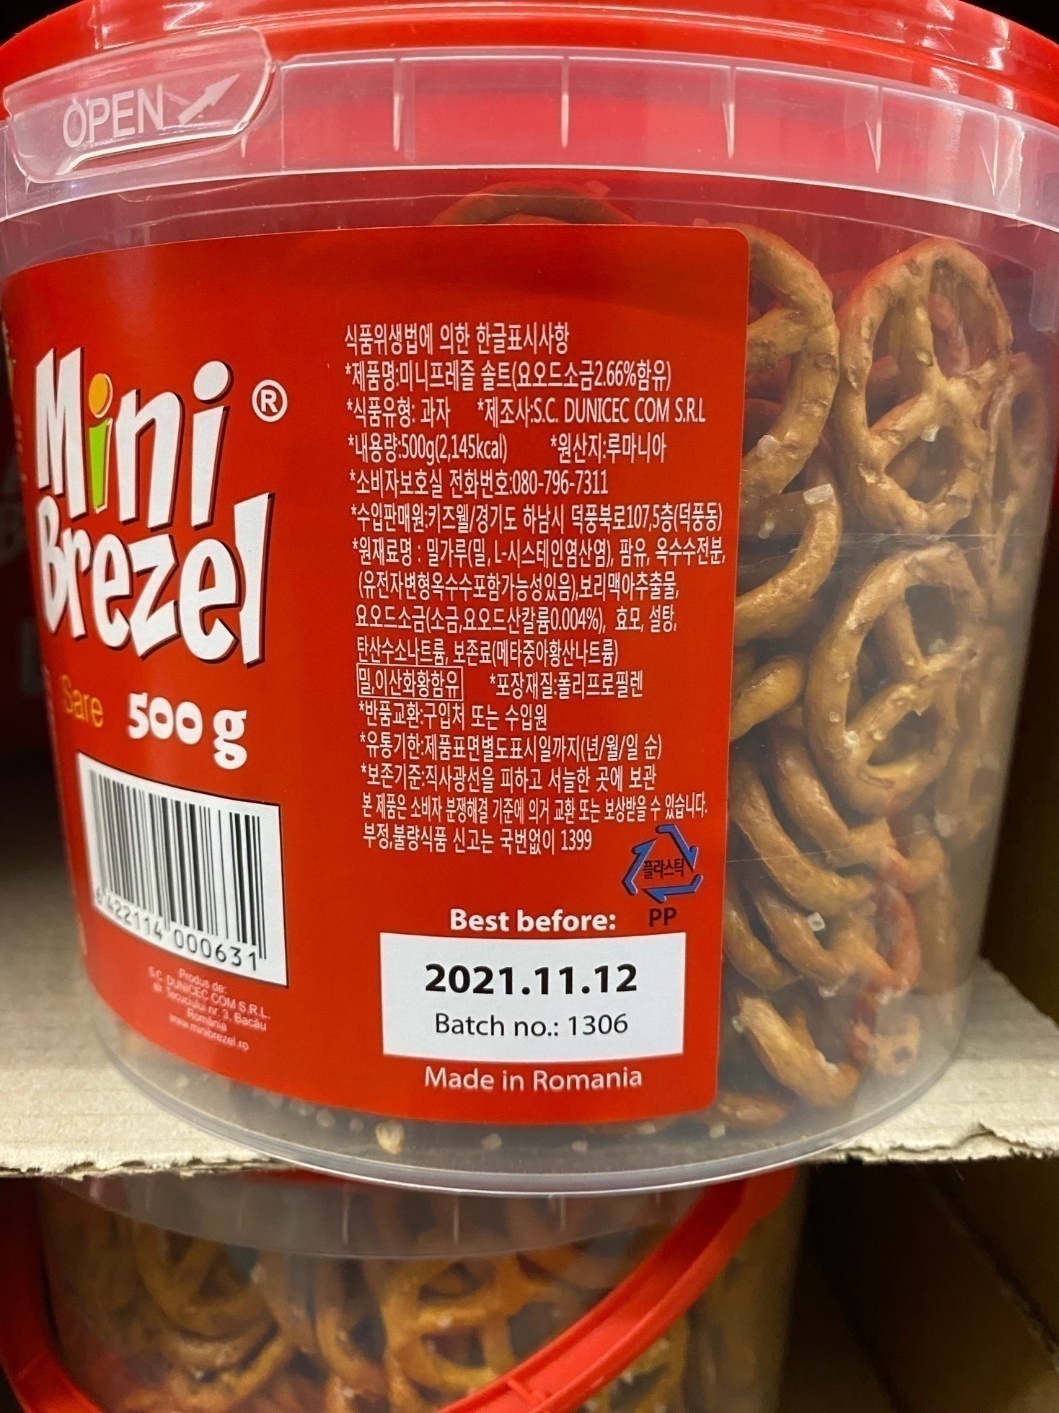 OPEN
Mini
Brezel
®
Sare 500 g
6 422114 000631
Produs de:
S.C. DUNICEC COM S.R.L.
str. Tecuciului nr. 3, Bacău
România
www.minibrezel.ro
식품위생법에 의한 한글표시사항
*제품명:미니프레즐 솔트(요오드소금2.66%함유)
*식품유형: 과자 *제조사:S.C. DUNICEC COM S.R.L
*내용량:500g(2,145kcal) *원산지:루마니아
*소비자보호실 전화번호:080-796-7311
*수입판매원:키즈웰/경기도 하남시 덕풍북로107,5층(덕풍동)
*원재료명 : 밀가루(밀, L-시스테인염산염), 팜유, 옥수수전분,
(유전자변형옥수수포함가능성있음),보리맥아추출물,
요오드소금(소금,요오드산칼륨0.004%), 효모, 설탕,
탄산수소나트륨, 보존료(메타중아황산나트륨)
밀,이산화황함유 *포장재질:폴리프로필렌
*반품교환:구입처 또는 수입원
*유통기한:제품표면별도표시일까지(년/월/일 순)
*보존기준:직사광선을 피하고 서늘한 곳에 보관
본 제품은 소비자 분쟁해결 기준에 의거 교환 또는 보상받을 수 있습니다.
부정,불량식품 신고는 국번없이 1399
플라스틱
PP
Best before:
2021.11.12
Batch no.: 1306
Made in Romania